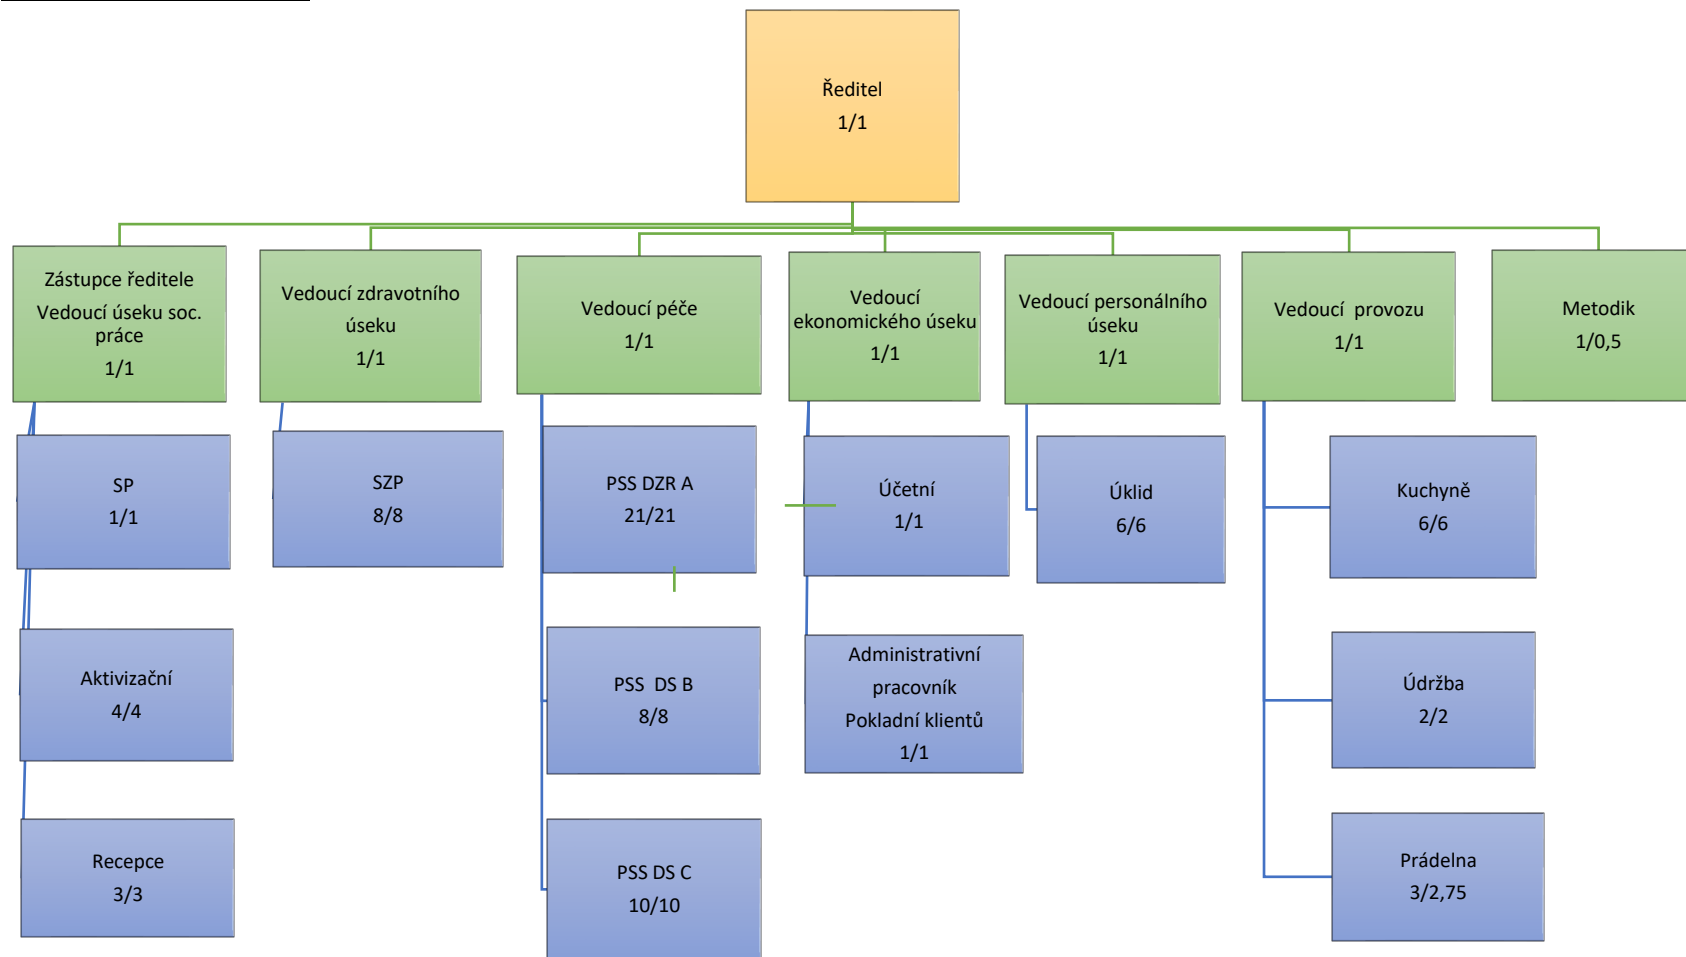 Ředitel
1/1
Zástupce ředitele
Vedoucí úseku soc.
práce
1/1
Vedoucí zdravotního
úseku
1/1
Vedoucí péče
1/1
Vedoucí
ekonomického úseku
1/1
Vedoucí personálního
úseku
1/1
Vedoucí  provozu
1/1
Metodik
1/0,5
SP
1/1
SZP
8/8
PSS DZR A
21/21
Účetní
1/1
Úklid
6/6
Kuchyně
6/6
Aktivizační
4/4
PSS  DS B
8/8
Administrativní
pracovník
Pokladní klientů
1/1
Údržba
2/2
Recepce
3/3
PSS DS C
10/10
Prádelna
3/2,75